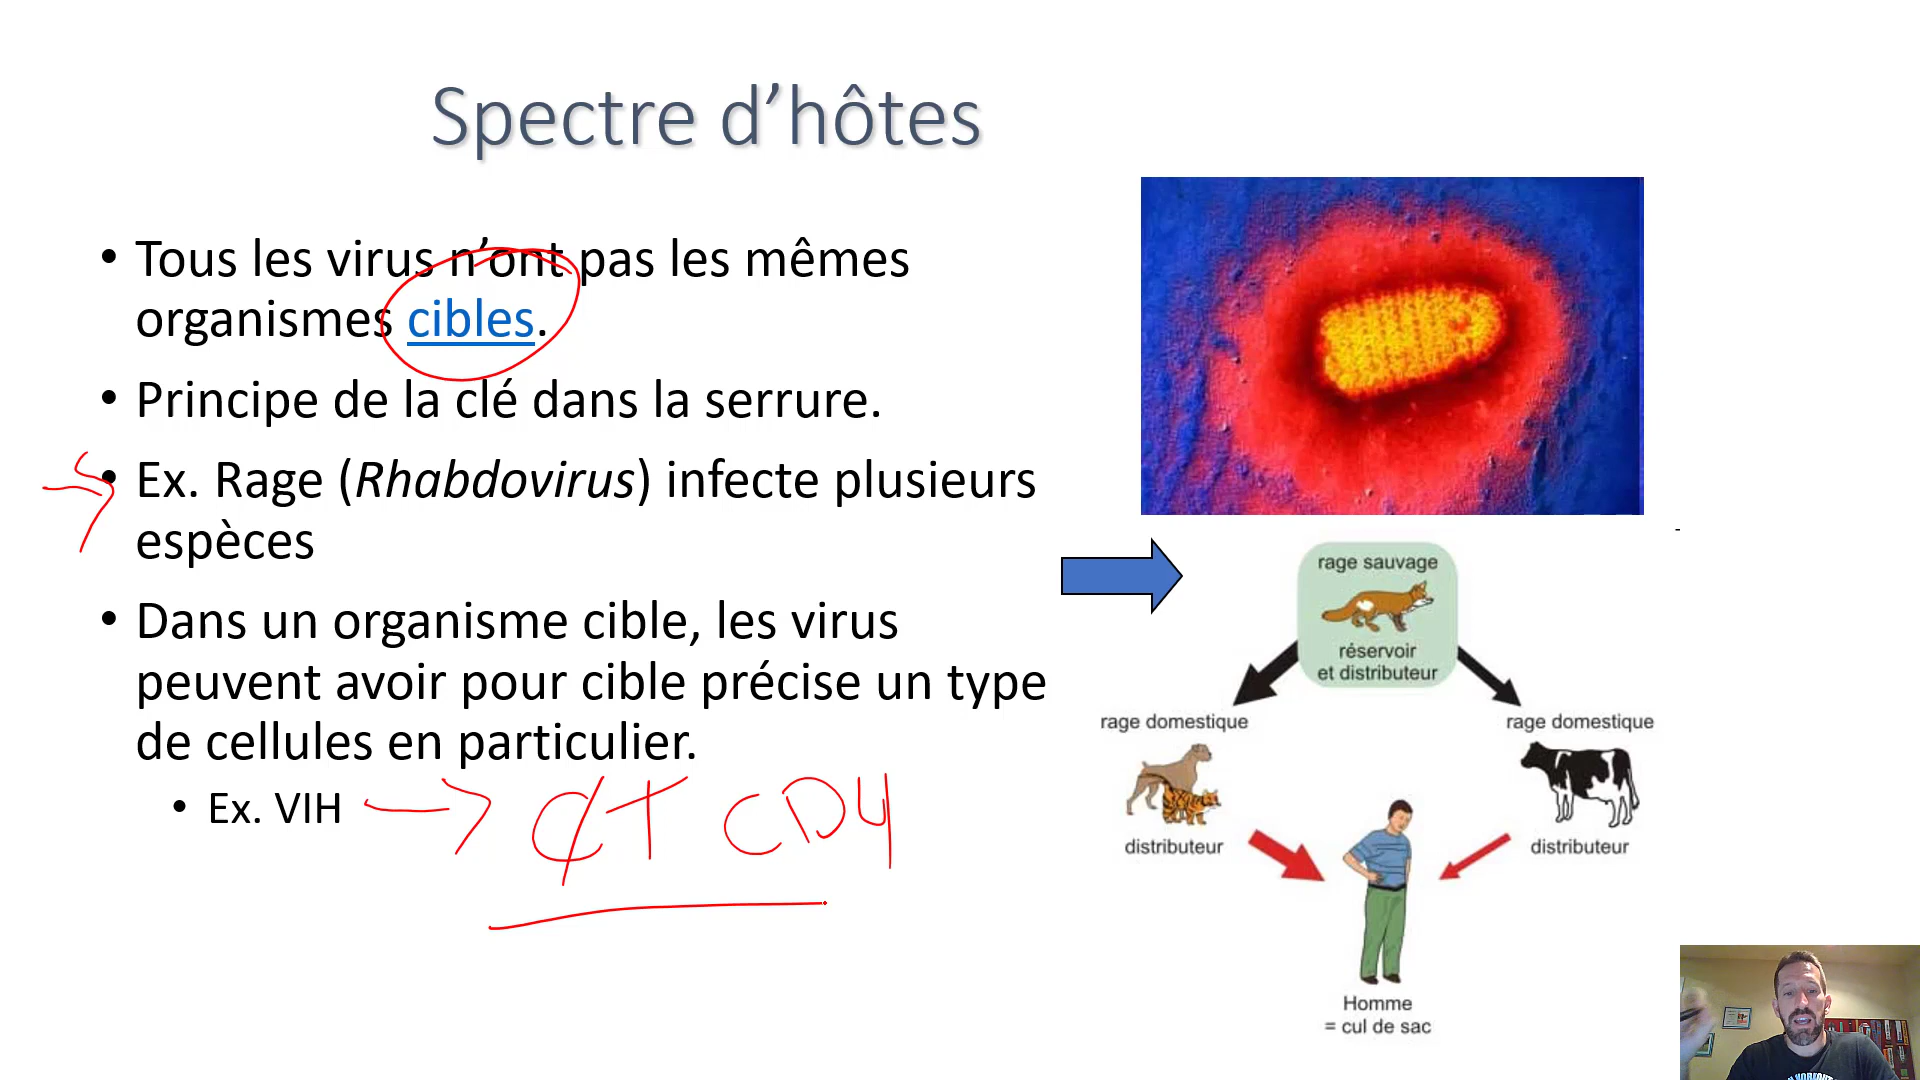 Spectre d’hôtes
• Tous les virus n’ont pas les mêmes
organismes cibles.
• Principe de la clé dans la serrure.
• Ex. Rage (Rhabdovirus) infecte plusieurs
espèces
• Dans un organisme cible, les virus
peuvent avoir pour cible précise un type
de cellules en particulier.
• Ex. VIH → ¢T CD4
rage sauvage
réservoir
et distributeur
rage domestique
distributeur
rage domestique
distributeur
Homme
= cul de sac